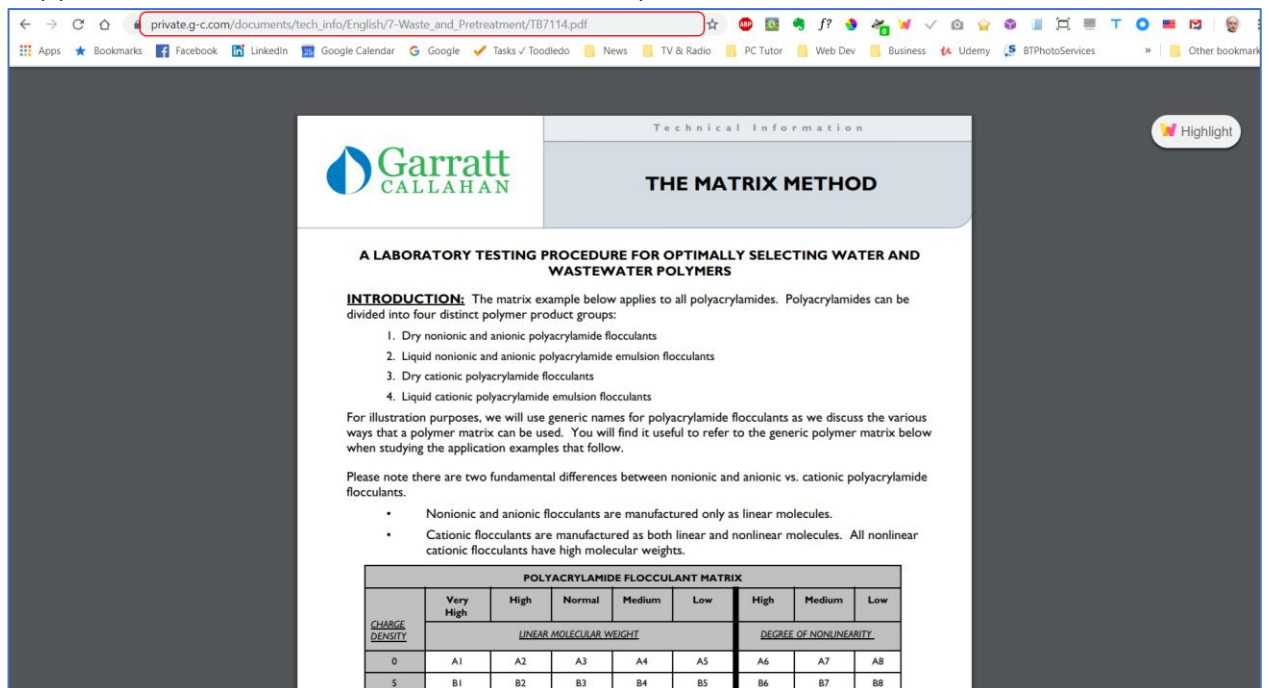 private.g-c.com/documents/tech_info/English/7-Waste_and_Pretreatment/TB7114.pdf
Apps Bookmarks Facebook LinkedIn Google Calendar Google Tasks ✓ Toodledo News TV & Radio PC Tutor Web Dev Business Udemy BTPhotoServices » Other bookmark
Technical Information
Highlight
Garratt
CALLAHAN
THE MATRIX METHOD
A LABORATORY TESTING PROCEDURE FOR OPTIMALLY SELECTING WATER AND
WASTEWATER POLYMERS
INTRODUCTION: The matrix example below applies to all polyacrylamides. Polyacrylamides can be
divided into four distinct polymer product groups:
1. Dry nonionic and anionic polyacrylamide flocculants
2. Liquid nonionic and anionic polyacrylamide emulsion flocculants
3. Dry cationic polyacrylamide flocculants
4. Liquid cationic polyacrylamide emulsion flocculants
For illustration purposes, we will use generic names for polyacrylamide flocculants as we discuss the various
ways that a polymer matrix can be used. You will find it useful to refer to the generic polymer matrix below
when studying the application examples that follow.
Please note there are two fundamental differences between nonionic and anionic vs. cationic polyacrylamide
flocculants.
• Nonionic and anionic flocculants are manufactured only as linear molecules.
• Cationic flocculants are manufactured as both linear and nonlinear molecules. All nonlinear
cationic flocculants have high molecular weights.
POLYACRYLAMIDE FLOCCULANT MATRIX
Very High High Normal Medium Low High Medium Low
CHARGE DENSITY LINEAR MOLECULAR WEIGHT DEGREE OF NONLINEARITY
0 A1 A2 A3 A4 A5 A6 A7 A8
5 B1 B2 B3 B4 B5 B6 B7 B8